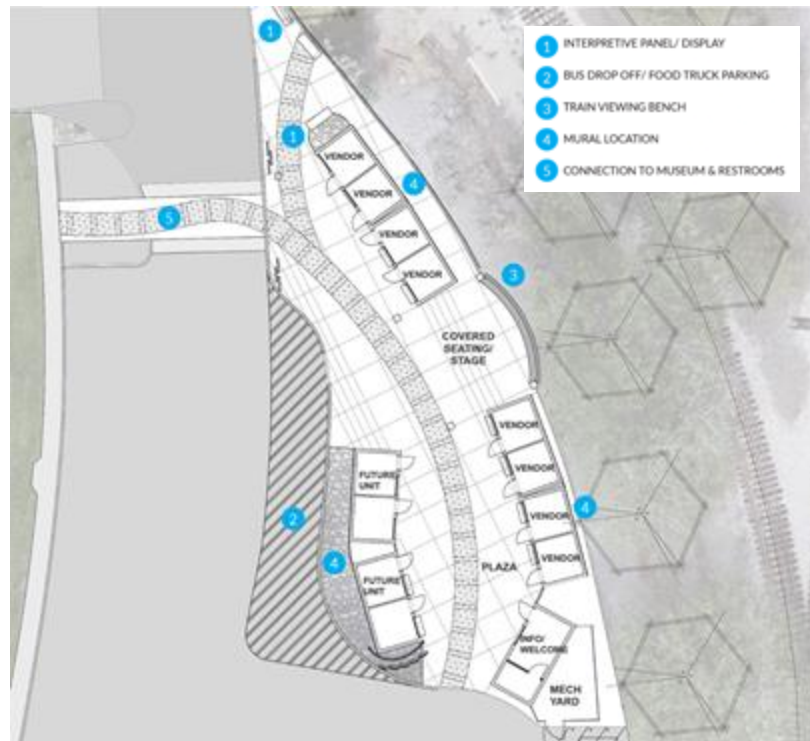 1 INTERPRETIVE PANEL/ DISPLAY
2 BUS DROP OFF/ FOOD TRUCK PARKING
3 TRAIN VIEWING BENCH
4 MURAL LOCATION
5 CONNECTION TO MUSEUM & RESTROOMS
1
1
VENDOR
VENDOR
4
5
VENDOR
VENDOR
3
COVERED
SEATING/
STAGE
VENDOR
VENDOR
FUTURE
UNIT
2
VENDOR
4
VENDOR
4
PLAZA
FUTURE
UNIT
INFO/
WELCOME
MECH
YARD